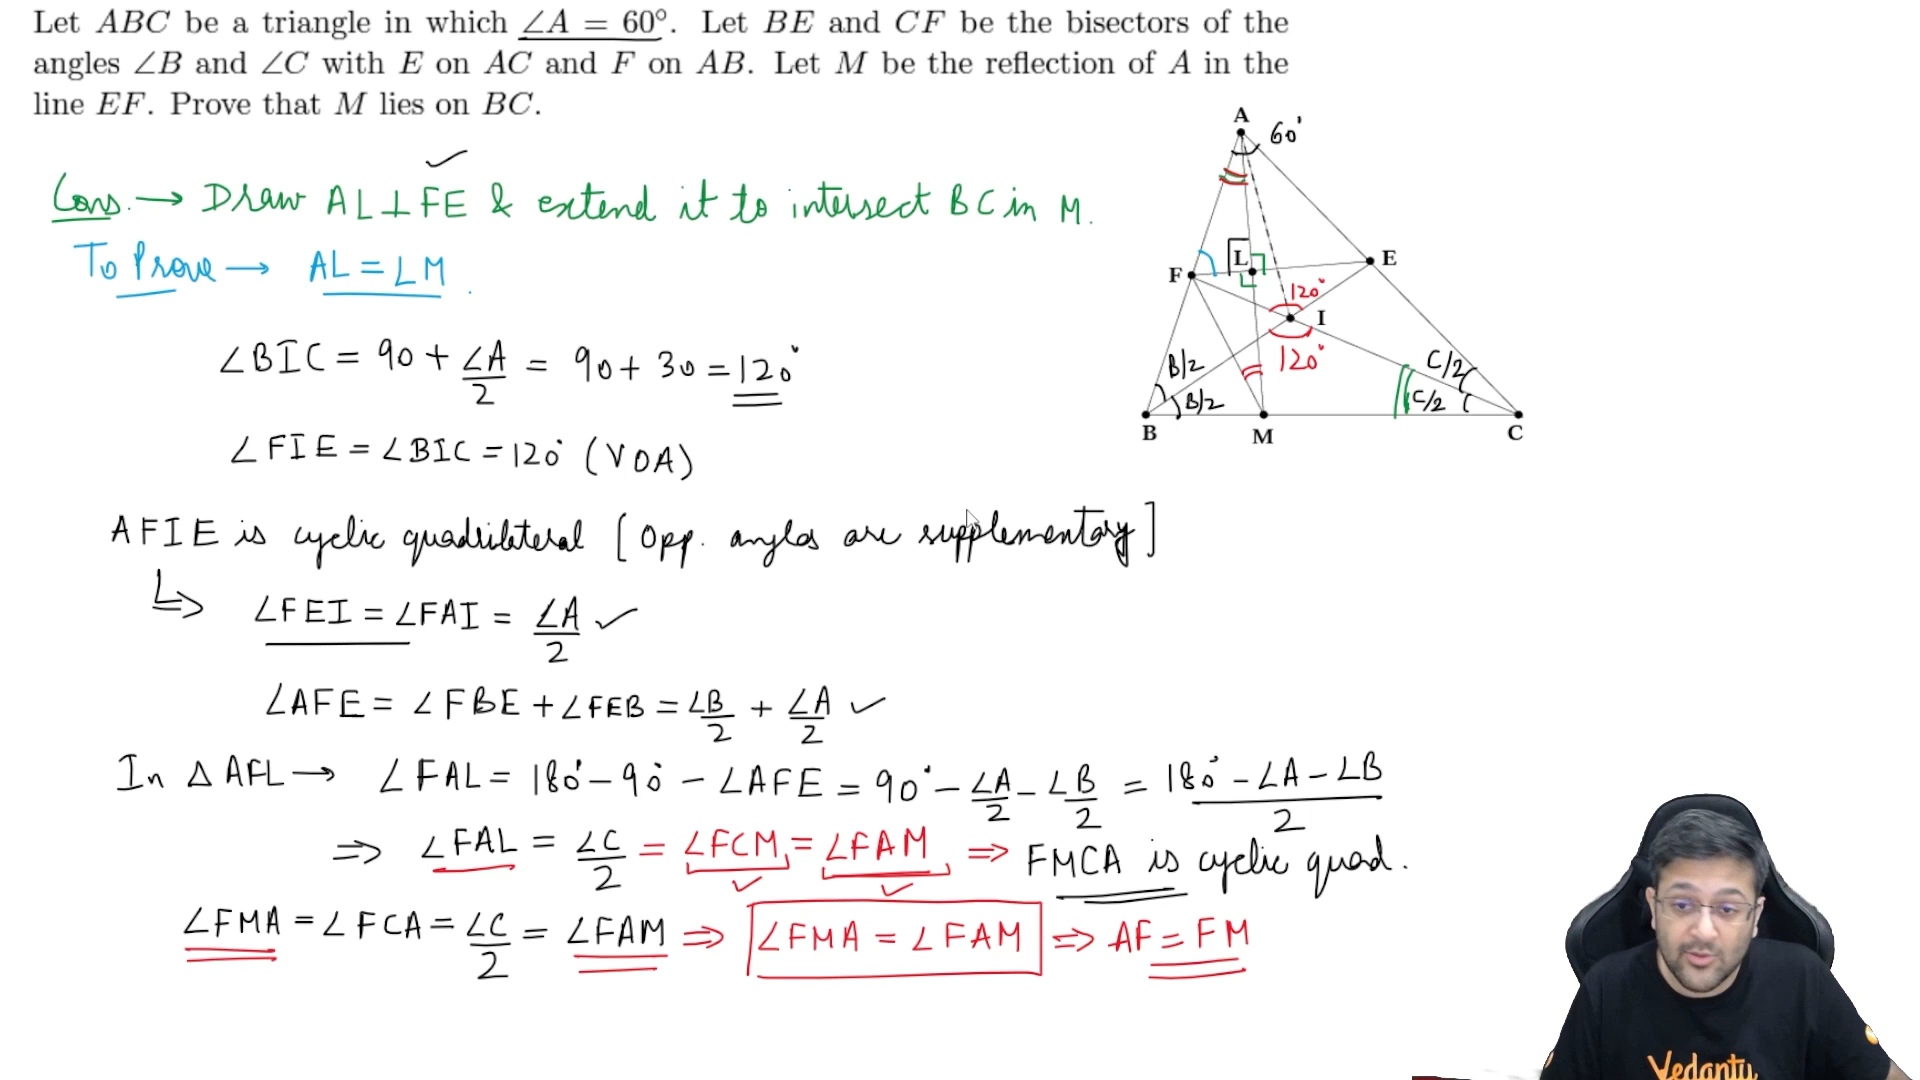 Let ABC be a triangle in which ∠A = 60°. Let BE and CF be the bisectors of the
angles ∠B and ∠C with E on AC and F on AB. Let M be the reflection of A in the
line EF. Prove that M lies on BC.
A
60°
Cons. → Draw AL⊥FE & extend it to intersect BC in M.
To Prove → AL = LM.
F
L
E
120°
I
120°
B/2
B/2
C/2
C/2
B
M
C
∠BIC = 90 + ∠A/2 = 90 + 30 = 120°
∠FIE = ∠BIC = 120° (VOA)
AFIE is cyclic quadrilateral [Opp. angles are supplementary]
↳ ∠FEI = ∠FAI = ∠A/2 ✓
∠AFE = ∠FBE + ∠FEB = ∠B/2 + ∠A/2 ✓
In △AFL → ∠FAL = 180° − 90° − ∠AFE = 90° − ∠A/2 − ∠B/2 = (180° − ∠A − ∠B)/2
⇒ ∠FAL = ∠C/2 = ∠FCM = ∠FAM ⇒ FMCA is cyclic quad.
∠FMA = ∠FCA = ∠C/2 = ∠FAM ⇒ ∠FMA = ∠FAM ⇒ AF = FM
Vedantu